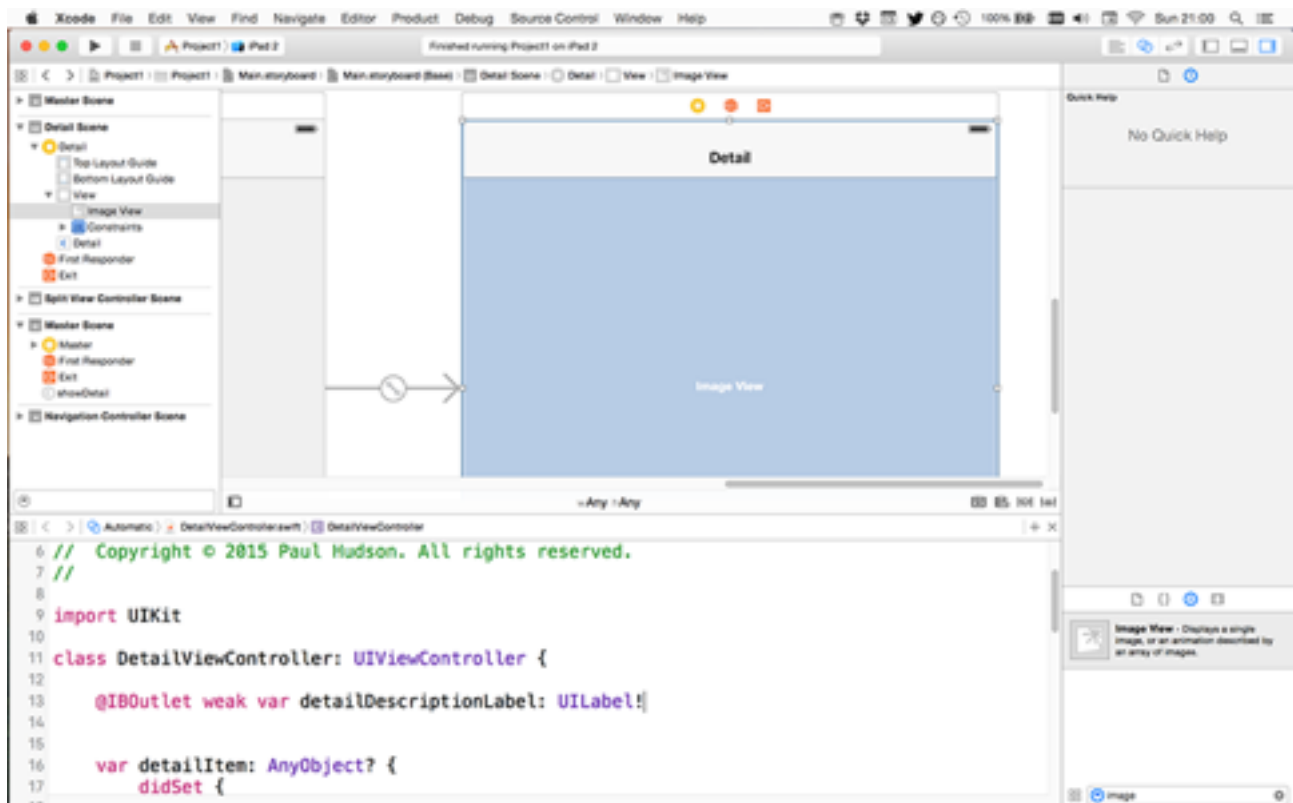 Xcode File Edit View Find Navigate Editor Product Debug Source Control Window Help 100% Sun 21:00
Project1 iPad 2 Finished running Project1 on iPad 2
Project1 Project1 Main.storyboard Main.storyboard (Base) Detail Scene Detail View Image View
Master Scene
Detail Scene
Detail
Top Layout Guide
Bottom Layout Guide
View
Image View
Constraints
Detail
First Responder
Exit
Split View Controller Scene
Master Scene
Master
First Responder
Exit
showDetail
Navigation Controller Scene
Detail
Image View
wAny hAny
Quick Help
No Quick Help
Automatic DetailViewController.swift DetailViewController
6 // Copyright © 2015 Paul Hudson. All rights reserved.
7 //
8
9 import UIKit
10
11 class DetailViewController: UIViewController {
12
13 @IBOutlet weak var detailDescriptionLabel: UILabel!
14
15
16 var detailItem: AnyObject? {
17 didSet {
Image View - Displays a single
image, or an animation described by
an array of images.
image